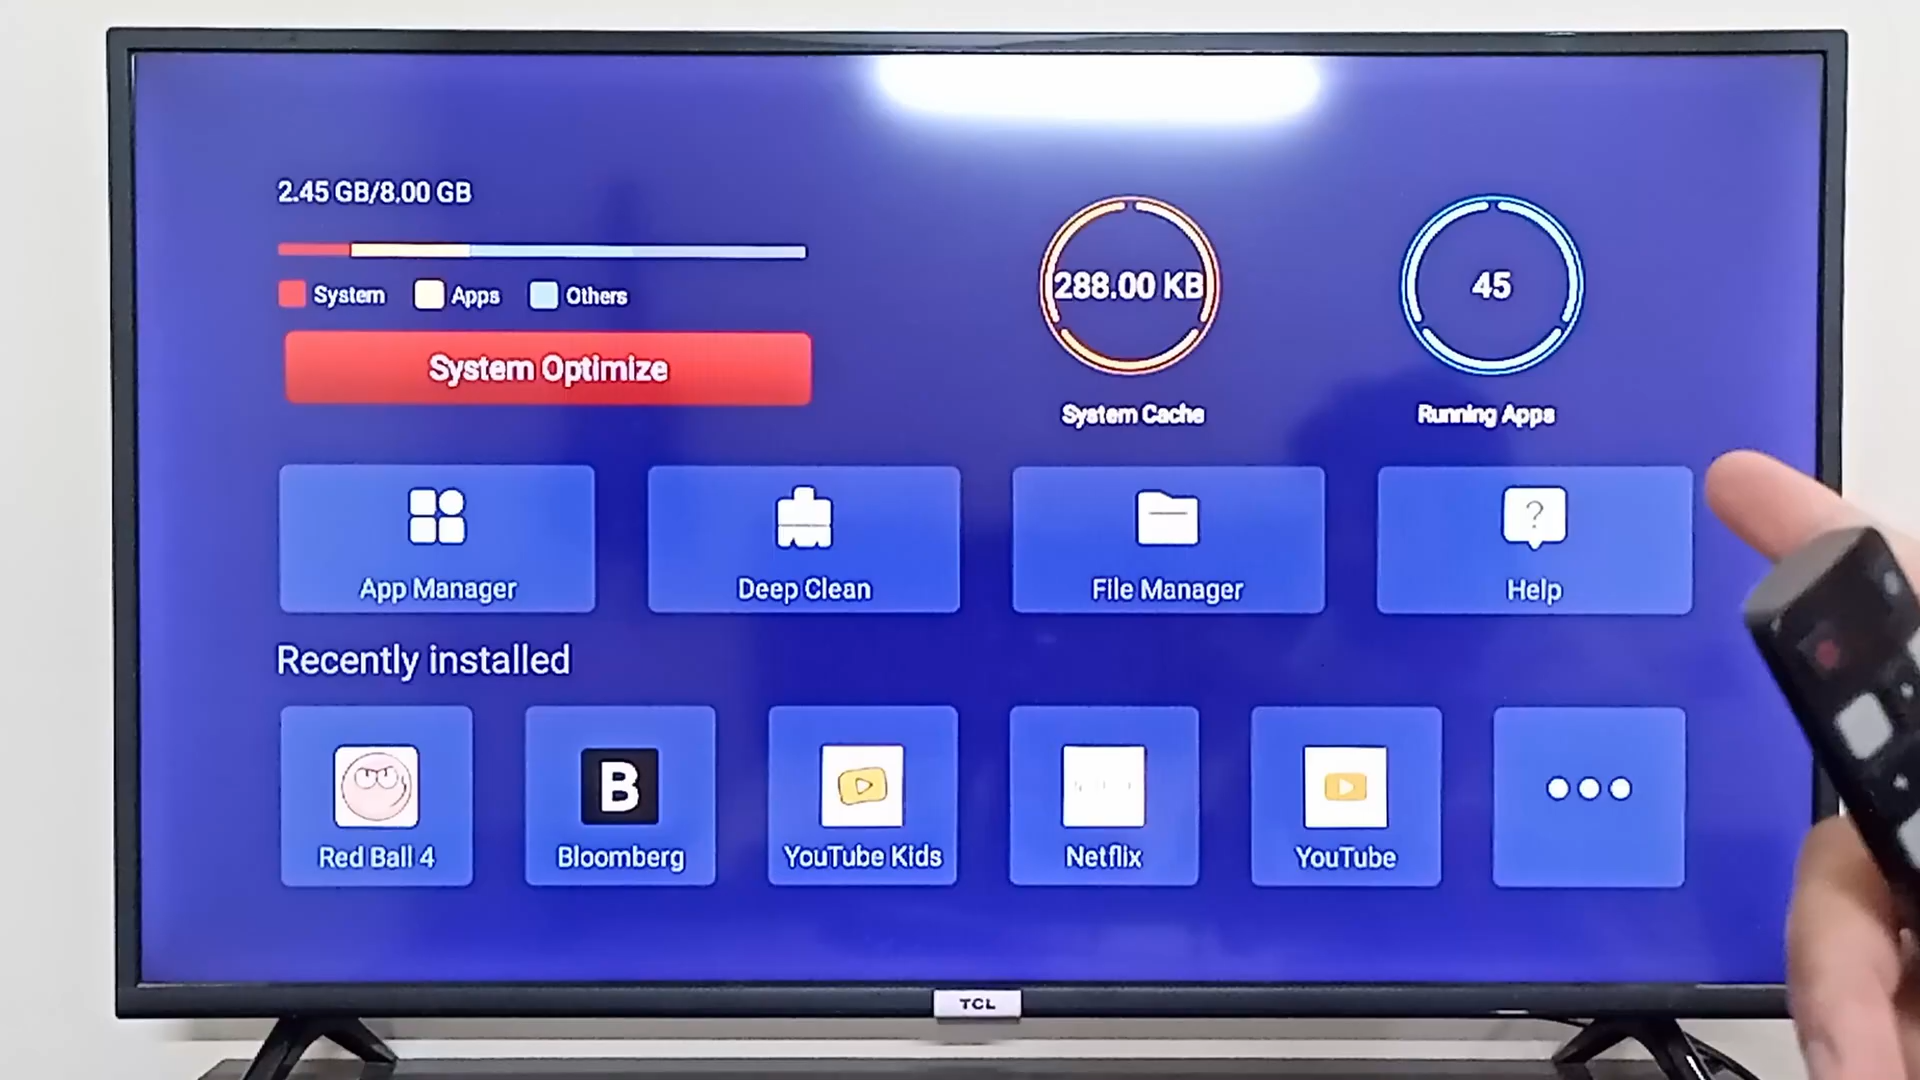 2.45 GB/8.00 GB
System Apps Others
System Optimize
288.00 KB
System Cache
45
Running Apps
App Manager
Deep Clean
File Manager
?
Help
Recently installed
Red Ball 4
B
Bloomberg
YouTube Kids
Netflix
YouTube
TCL